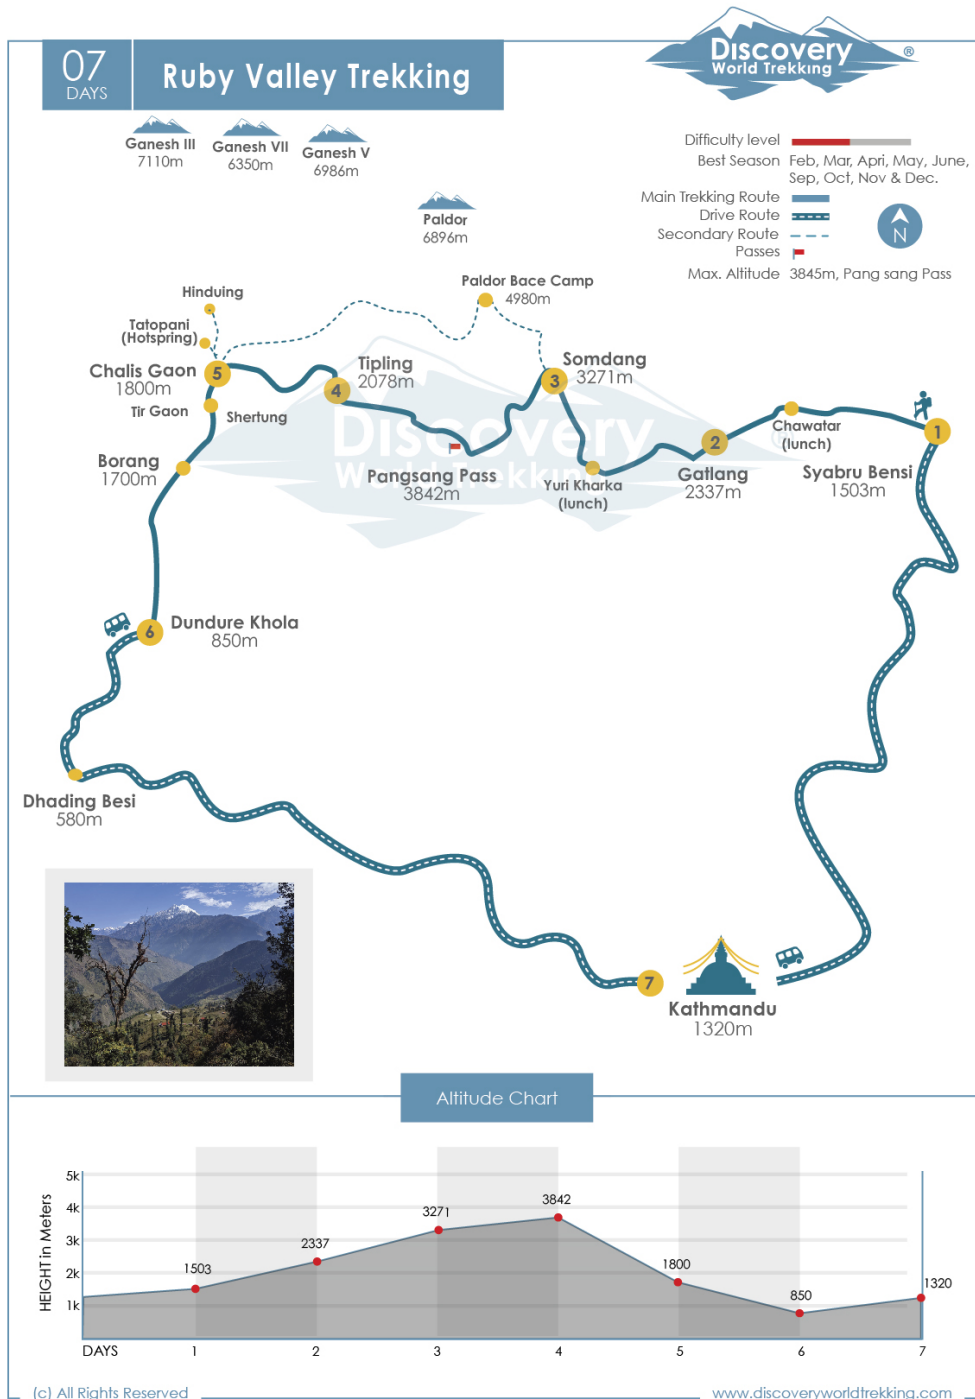 07
DAYS
Ruby Valley Trekking
Discovery
World Trekking
®
Ganesh III
7110m
Ganesh VII
6350m
Ganesh V
6986m
Paldor
6896m
Difficulty level
Best Season Feb, Mar, Apri, May, June,
Sep, Oct, Nov & Dec.
Main Trekking Route
Drive Route
Secondary Route
Passes
Max. Altitude 3845m, Pang sang Pass
N
Hinduing
Tatopani
(Hotspring)
Paldor Bace Camp
4980m
Chalis Gaon
1800m
5
Tipling
2078m
4
Somdang
3271m
3
Tir Gaon
Shertung
Borang
1700m
Pangsang Pass
3842m
Discovery
World Trekking
®
Yuri Kharka
(lunch)
2
Gatlang
2337m
Chawatar
(lunch)
1
Syabru Bensi
1503m
6
Dundure Khola
850m
Dhading Besi
580m
7
Kathmandu
1320m
Altitude Chart
HEIGHT in Meters
5k
4k
3k
2k
1k
1503
2337
3271
3842
1800
850
1320
DAYS 1 2 3 4 5 6 7
(c) All Rights Reserved
www.discoveryworldtrekking.com